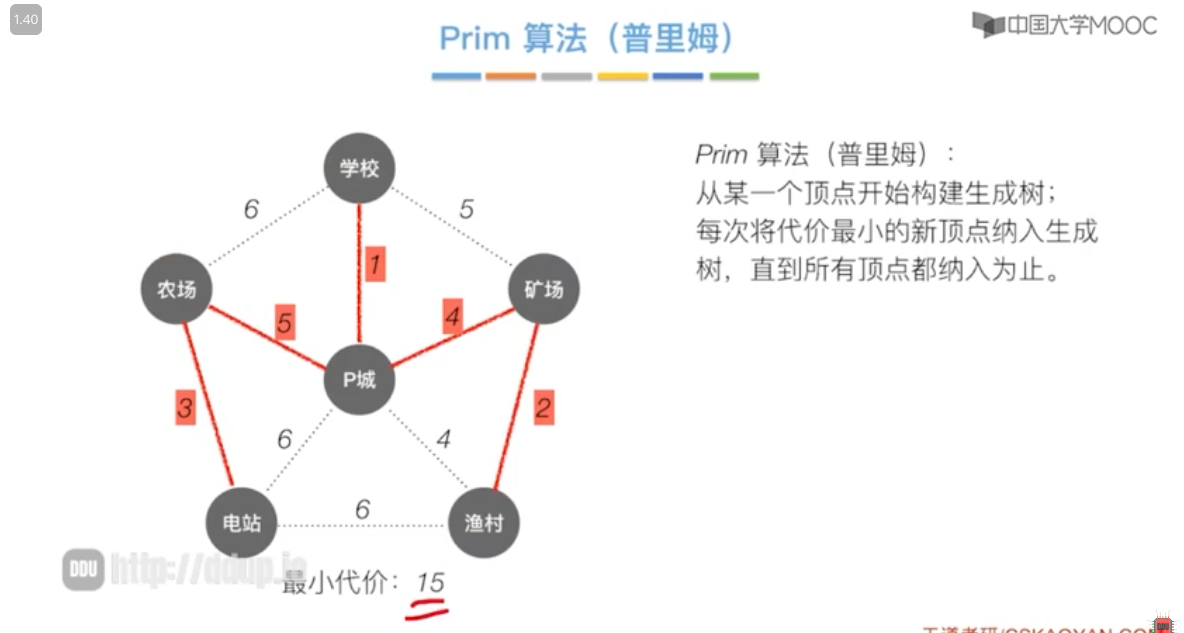 1.40
Prim 算法（普里姆）
中国大学MOOC
学校
6
5
1
农场
矿场
5
4
P城
3
2
6
4
电站
6
渔村
最小代价：15
Prim 算法（普里姆）：
从某一个顶点开始构建生成树；
每次将代价最小的新顶点纳入生成
树，直到所有顶点都纳入为止。
DDU http://ddup.io
王道考研/CSKAOYAN.COM